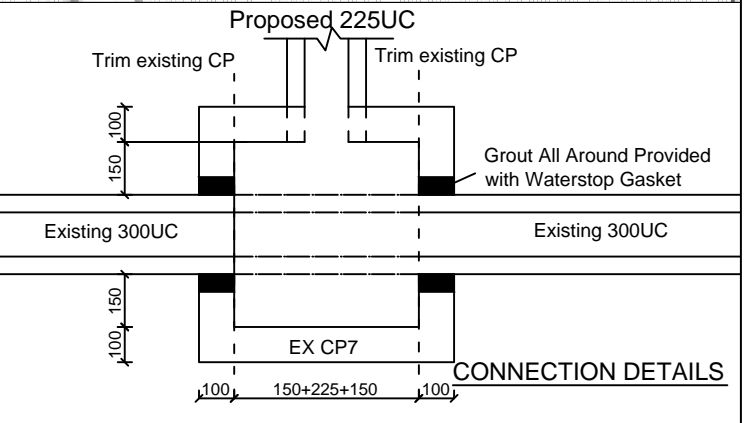 Proposed 225UC
Trim existing CP
Trim existing CP
100
150
Grout All Around Provided
with Waterstop Gasket
Existing 300UC
Existing 300UC
150
100
EX CP7
CONNECTION DETAILS
100
150+225+150
100